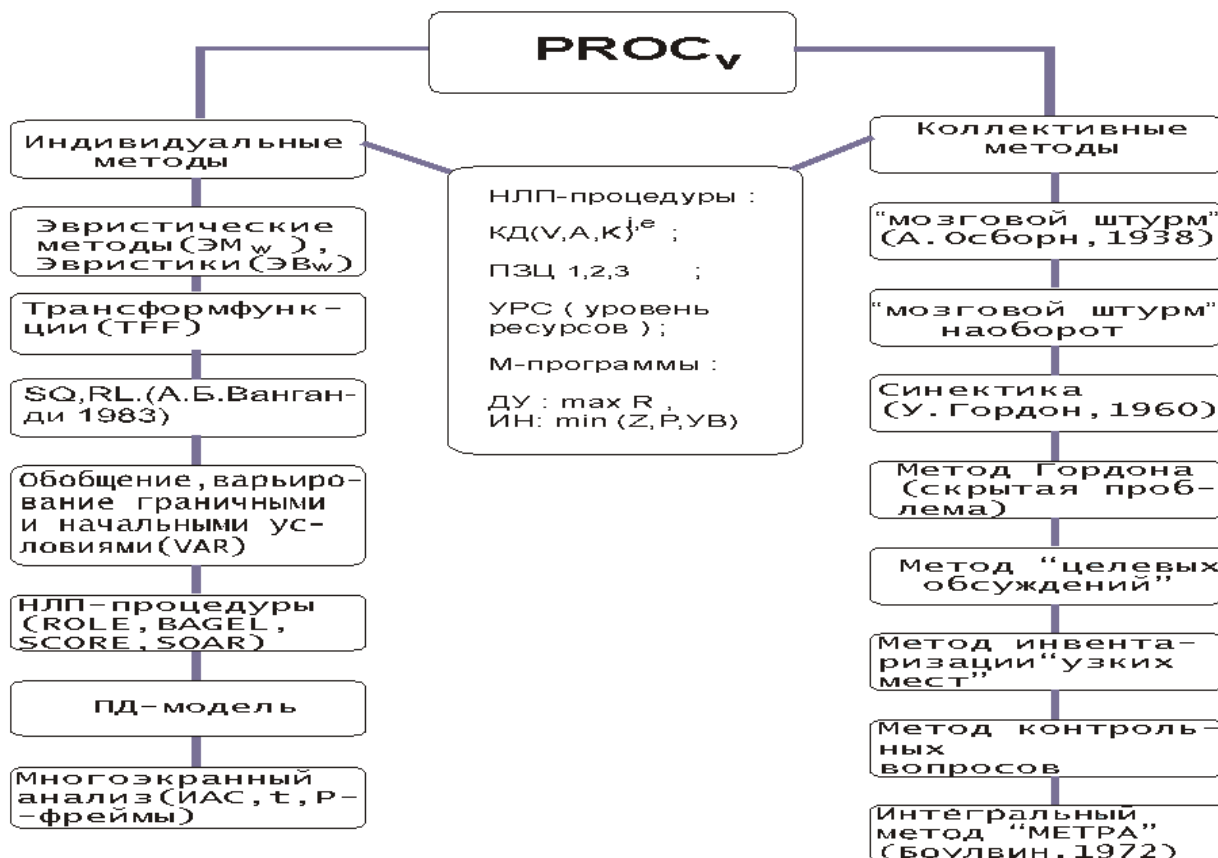 PROCv
Индивидуальные
методы
Эвристические
методы(ЭМw ),
Эвристики(ЭВw)
Трансформфунк-
ции(TFF)
SQ,RL.(А.Б.Ванган-
ди 1983)
Обобщение,варьиро-
вание граничными
и начальными ус-
ловиями(VAR)
НЛП-процедуры
(ROLE,BAGEL,
SCORE,SOAR)
ПД-модель
Многоэкранный
анализ(ИАС,t,P-
-фреймы)
НЛП-процедуры :
КД(V,A,K)i,e ;
ПЗЦ 1,2,3 ;
УРС ( уровень
ресурсов ) ;
М-программы :
ДУ : max R ,
ИН: min (Z,P,УВ)
Коллективные
методы
“мозговой штурм”
(А.Осборн,1938)
“мозговой штурм”
наоборот
Синектика
(У.Гордон,1960)
Метод Гордона
(скрытая проб-
лема)
Метод “целевых
обсуждений”
Метод инвента-
ризации“узких
мест”
Метод контроль-
ных
вопросов
Интегральный
метод “МЕТРА”
(Боулвин,1972)